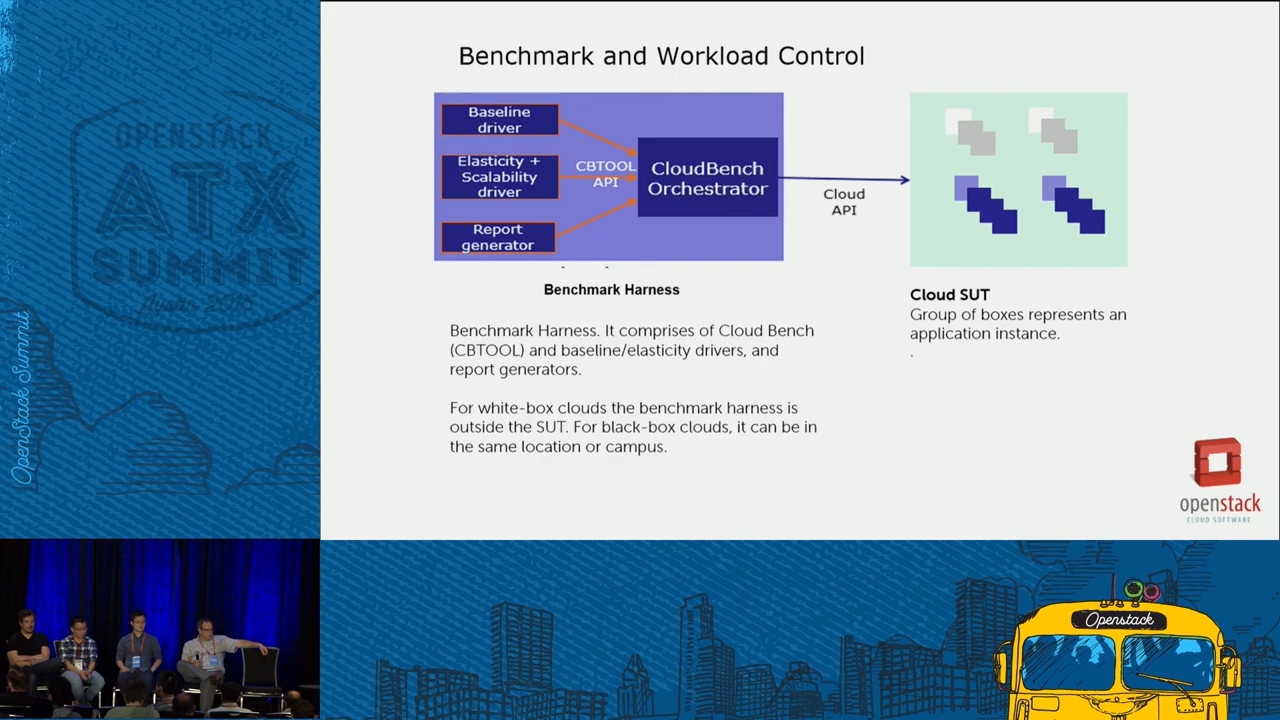 OPENSTACK
ATX
SUMMIT
Austin 2016
OpenStack Summit
Benchmark and Workload Control
Baseline
driver
Elasticity +
Scalability
driver
Report
generator
CBTOOL
API
CloudBench
Orchestrator
Cloud
API
Benchmark Harness
Cloud SUT
Group of boxes represents an
application instance.
.
Benchmark Harness. It comprises of Cloud Bench
(CBTOOL) and baseline/elasticity drivers, and
report generators.
For white-box clouds the benchmark harness is
outside the SUT. For black-box clouds, it can be in
the same location or campus.
openstack
CLOUD SOFTWARE
Openstack